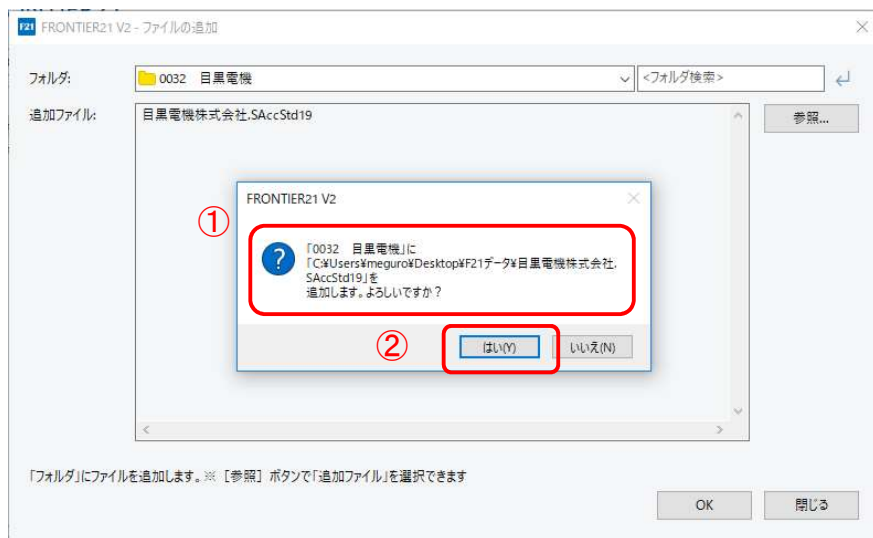 F21 FRONTIER21 V2 - ファイルの追加
フォルダ: 0032 目黒電機 <フォルダ検索>
追加ファイル: 目黒電機株式会社.SAccStd19 参照...
FRONTIER21 V2
①
「0032 目黒電機」に
「C:¥Users¥meguro¥Desktop¥F21データ¥目黒電機株式会社.
SAccStd19」を
追加します。よろしいですか？
② はい(Y) いいえ(N)
「フォルダ」にファイルを追加します。※［参照］ボタンで「追加ファイル」を選択できます
OK 閉じる